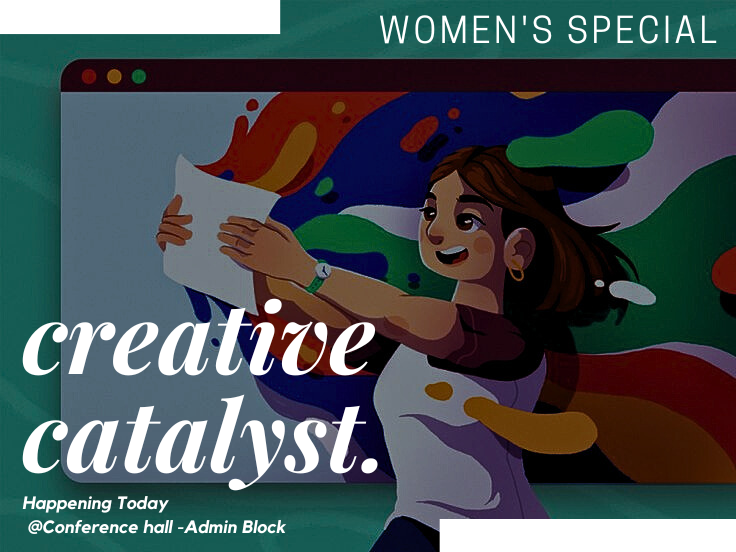 WOMEN'S SPECIAL
creative
catalyst.
Happening Today
@Conference hall -Admin Block